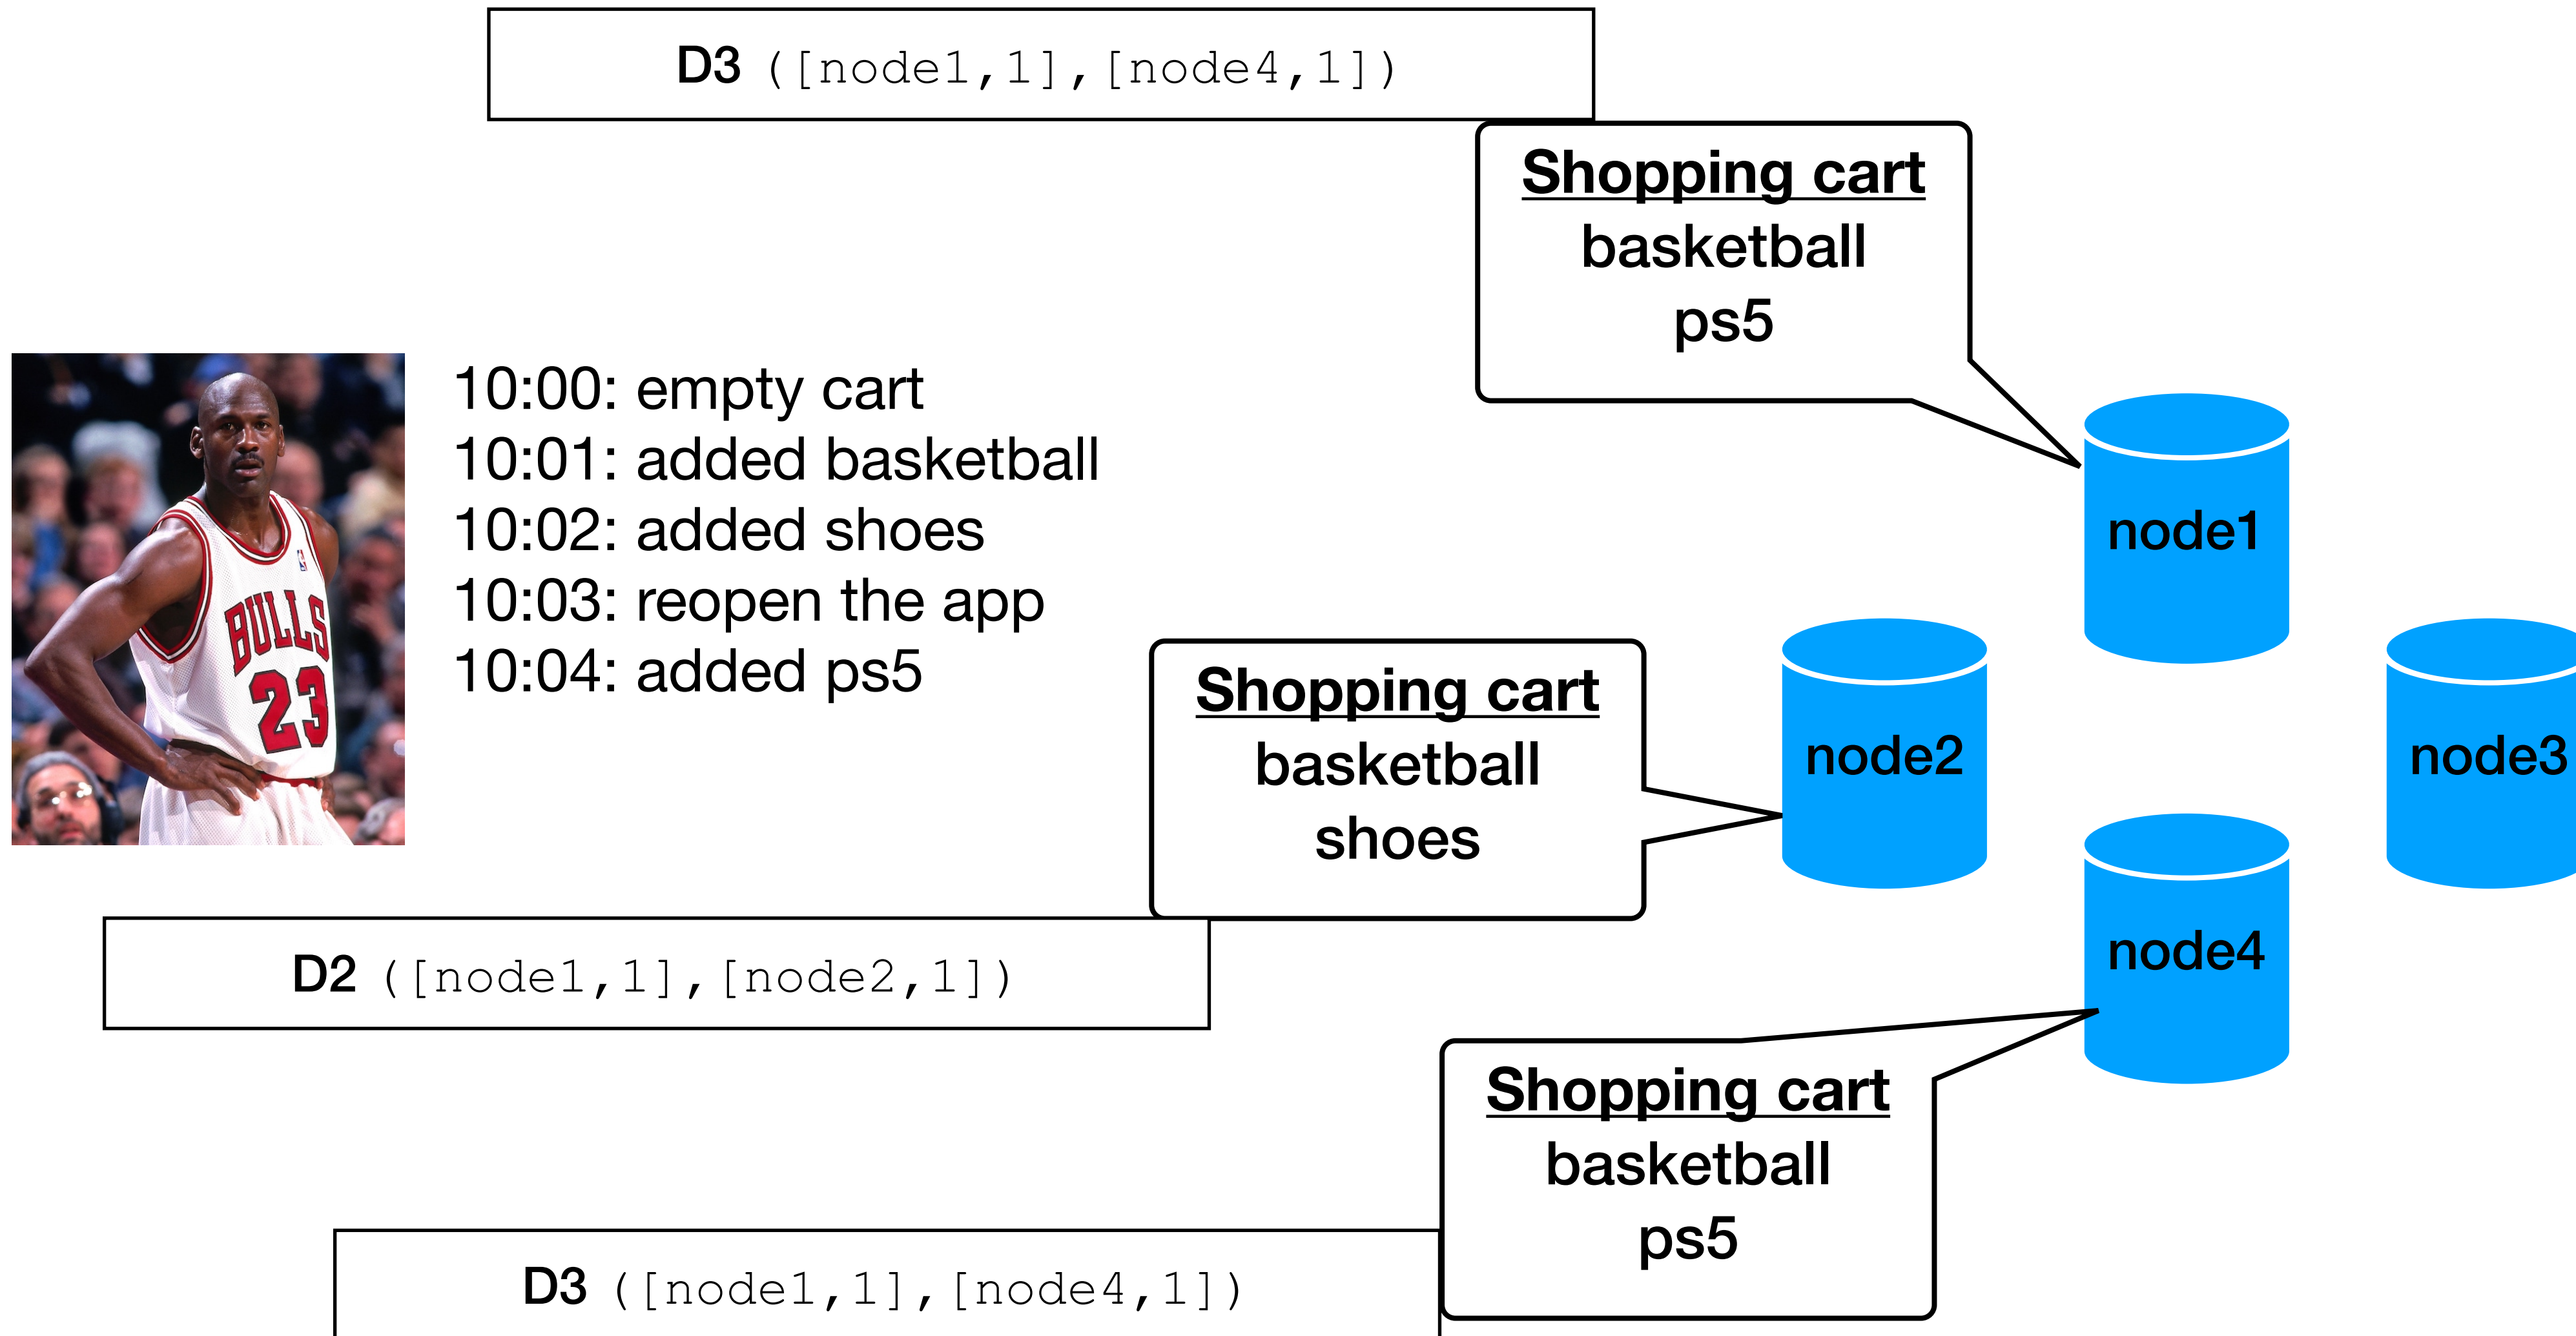 D3 ([node1,1],[node4,1])
Shopping cart
basketball
ps5
10:00: empty cart
10:01: added basketball
10:02: added shoes
10:03: reopen the app
10:04: added ps5
BULLS
23
node1
Shopping cart
basketball
shoes
node2
node3
D2 ([node1,1],[node2,1])
node4
Shopping cart
basketball
ps5
D3 ([node1,1],[node4,1])